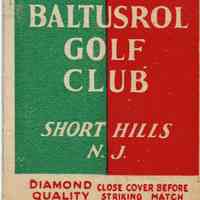 BALTUSROL
GOLF
CLUB
SHORT HILLS
N. J.
DIAMOND QUALITY
CLOSE COVER BEFORE STRIKING MATCH